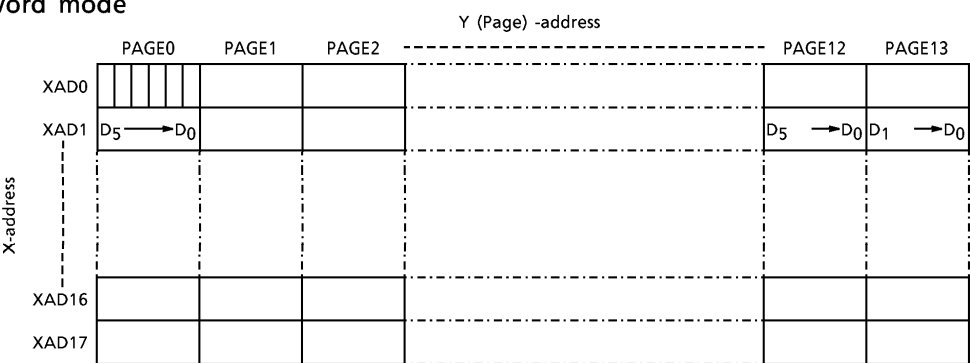 word mode
Y (Page) -address
PAGE0 PAGE1 PAGE2 PAGE12 PAGE13
XAD0
XAD1 D5 D0 D5 D0 D1 D0
X-address
XAD16
XAD17